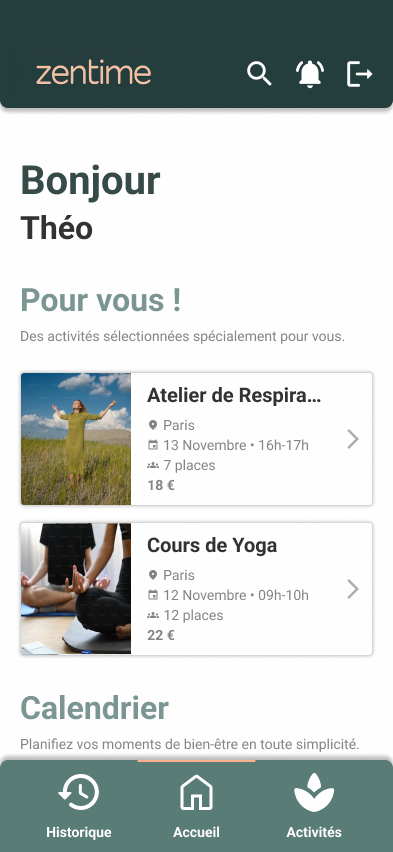 zentime
Bonjour
Théo
Pour vous !
Des activités sélectionnées spécialement pour vous.
Atelier de Respira...
Paris
13 Novembre • 16h-17h
7 places
18 €
Cours de Yoga
Paris
12 Novembre • 09h-10h
12 places
22 €
Calendrier
Planifiez vos moments de bien-être en toute simplicité.
Historique
Accueil
Activités